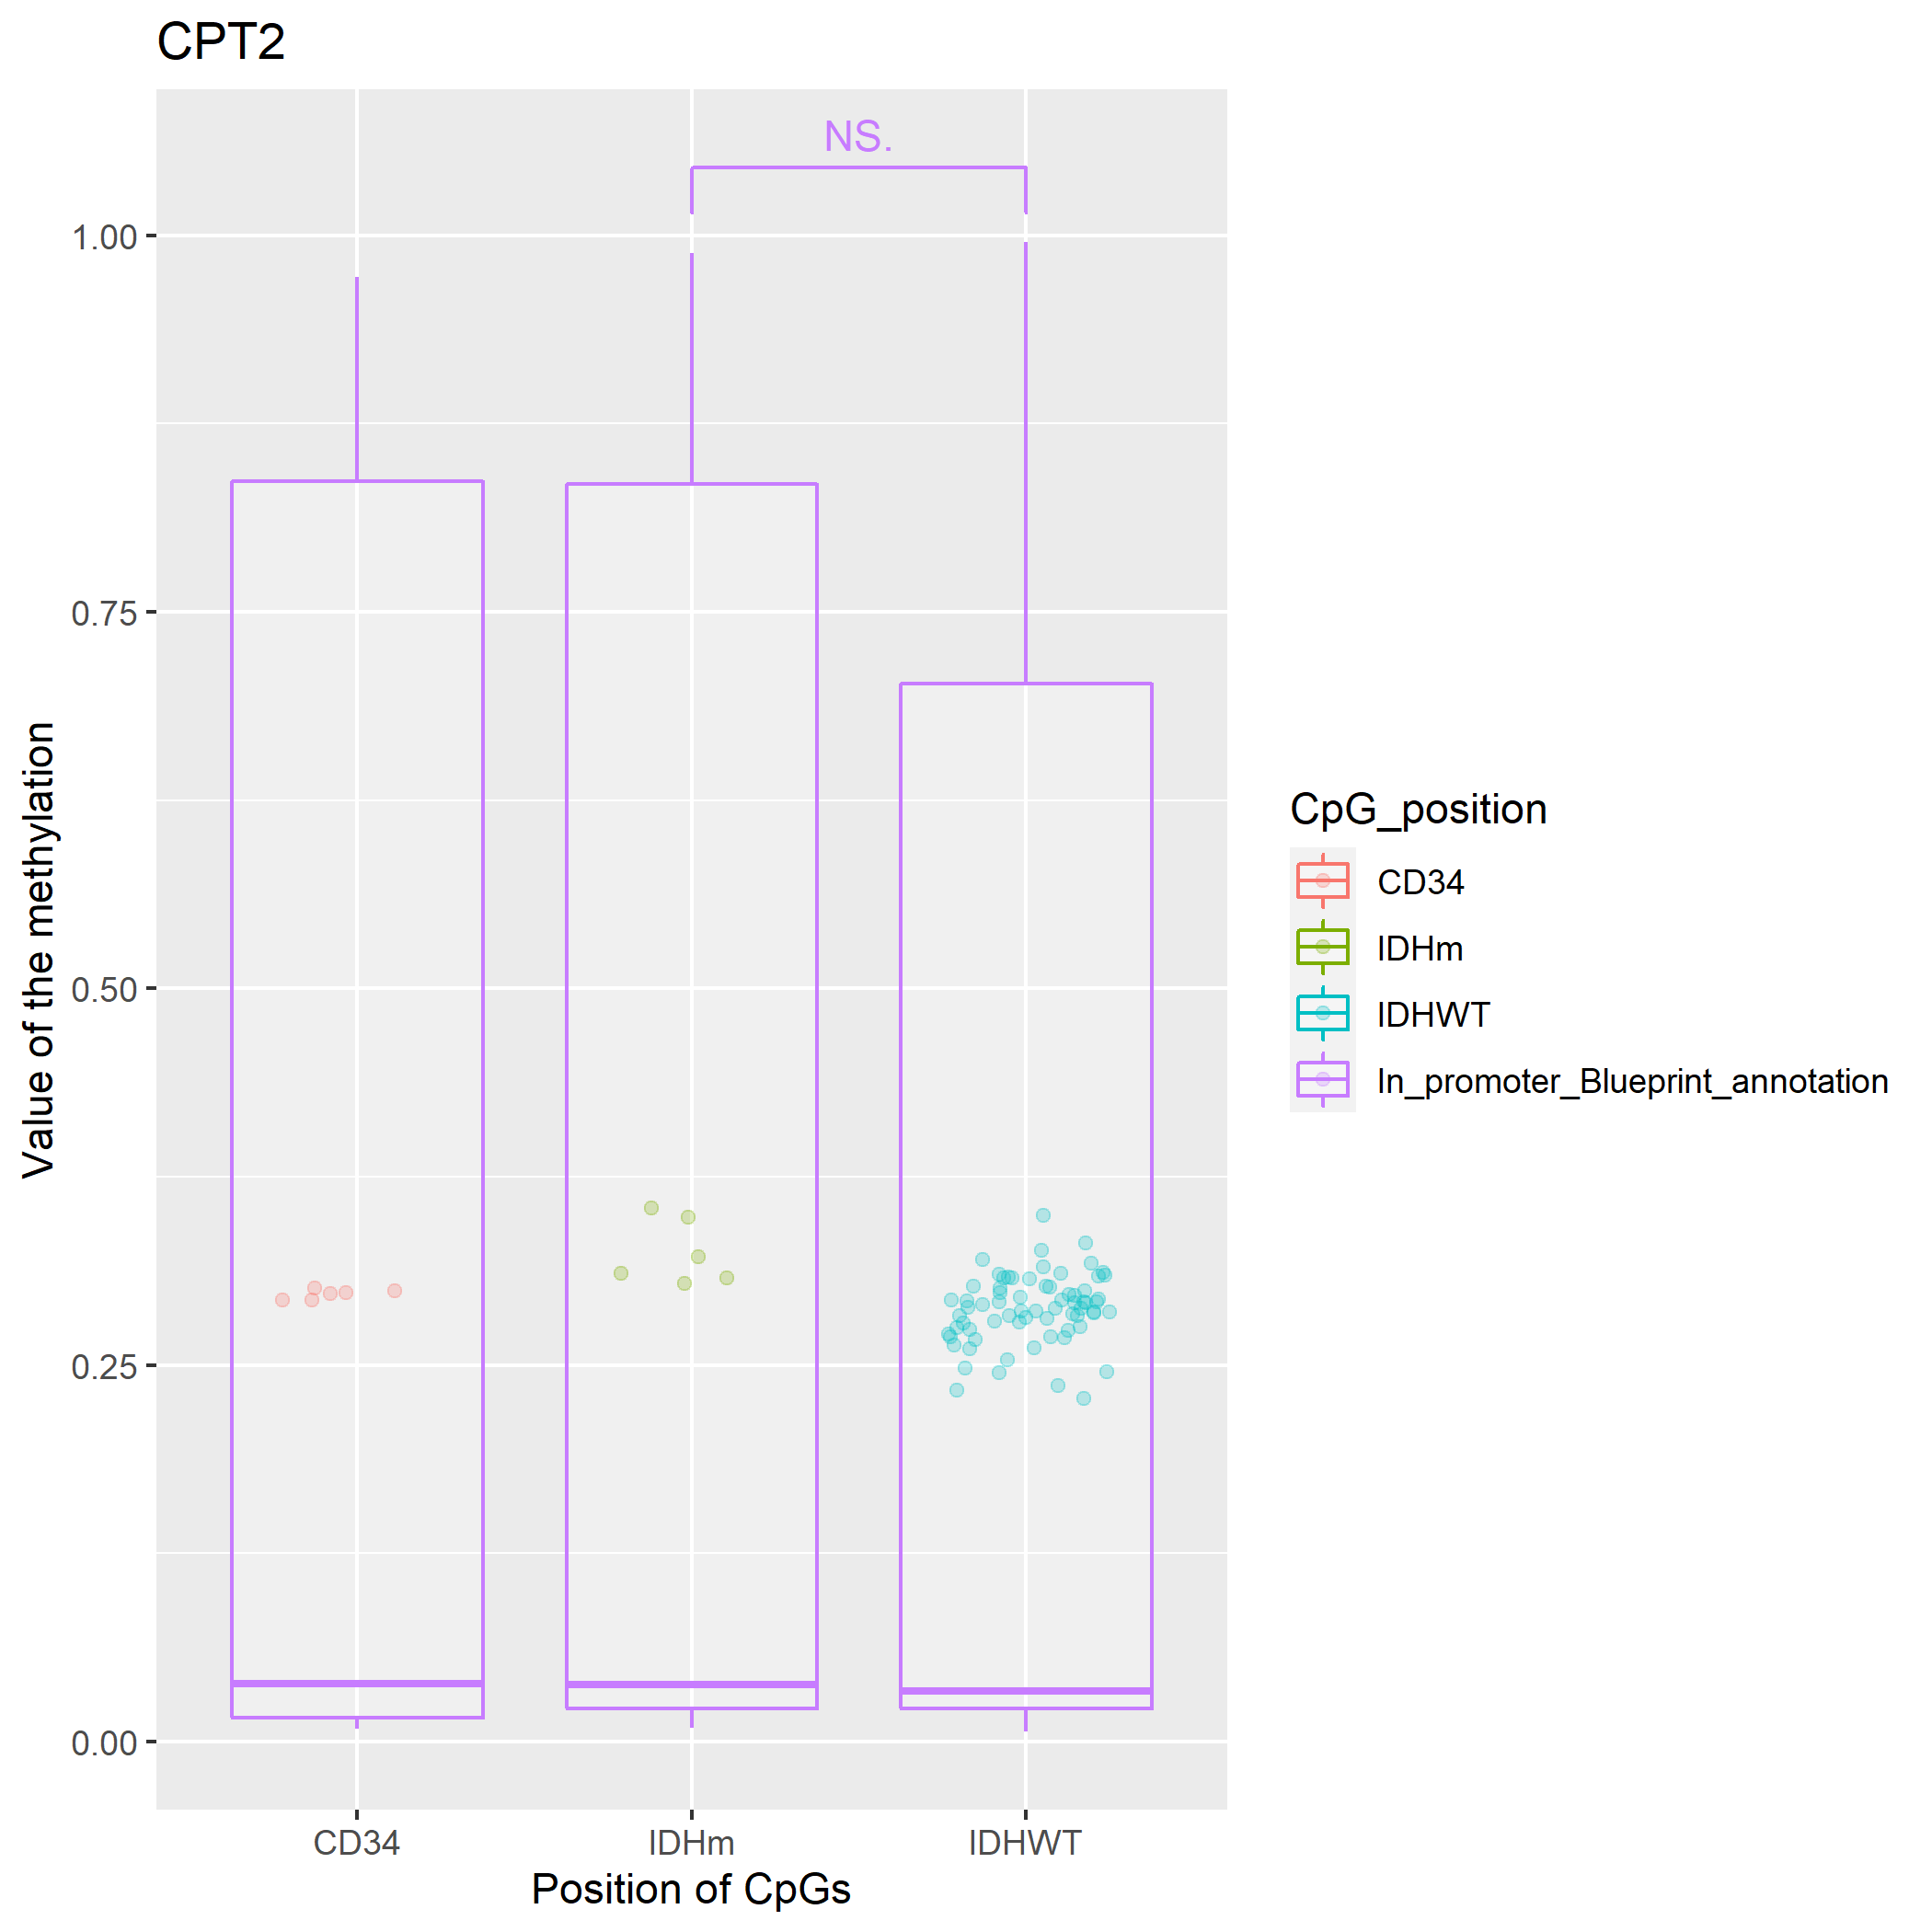 CPT2
NS.
1.00
0.75
0.50
0.25
0.00
Value of the methylation
CD34
IDHm
IDHWT
Position of CpGs
CpG_position
CD34
IDHm
IDHWT
In_promoter_Blueprint_annotation